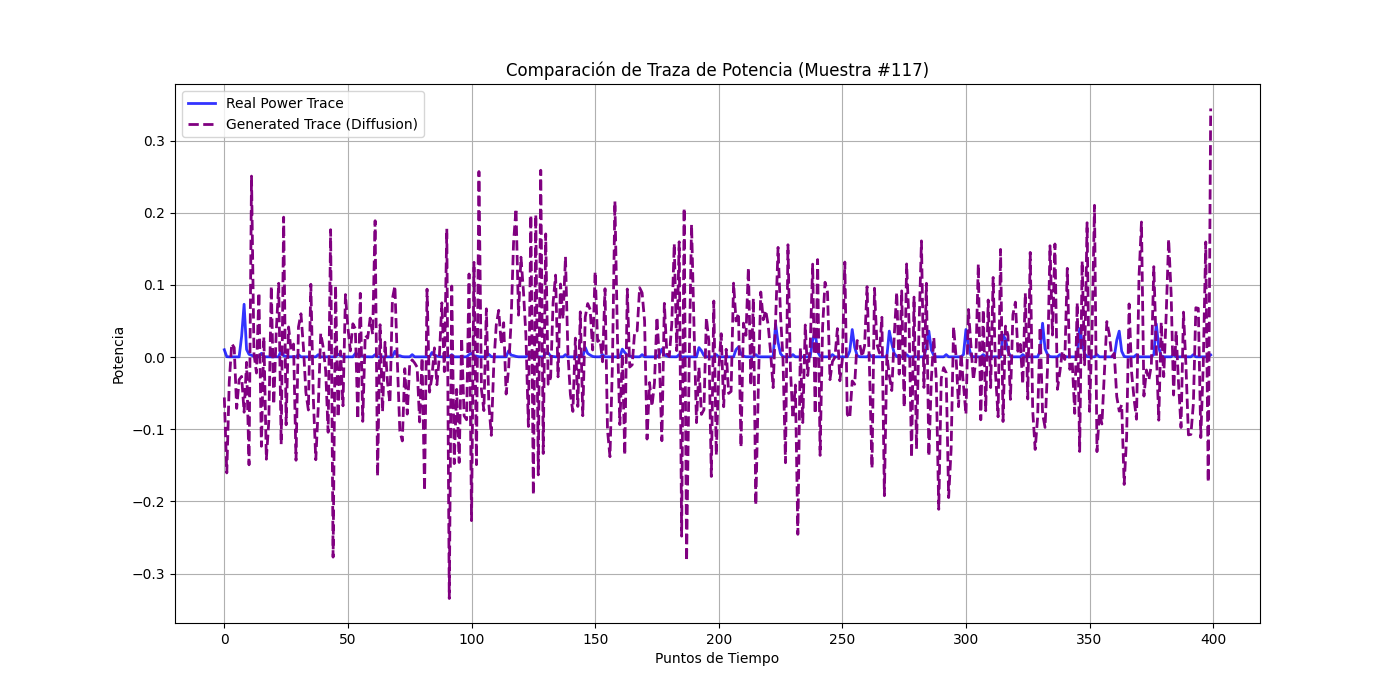 Comparación de Traza de Potencia (Muestra #117)
Real Power Trace
Generated Trace (Diffusion)
0.3
0.2
0.1
0.0
−0.1
−0.2
−0.3
Potencia
0 50 100 150 200 250 300 350 400
Puntos de Tiempo